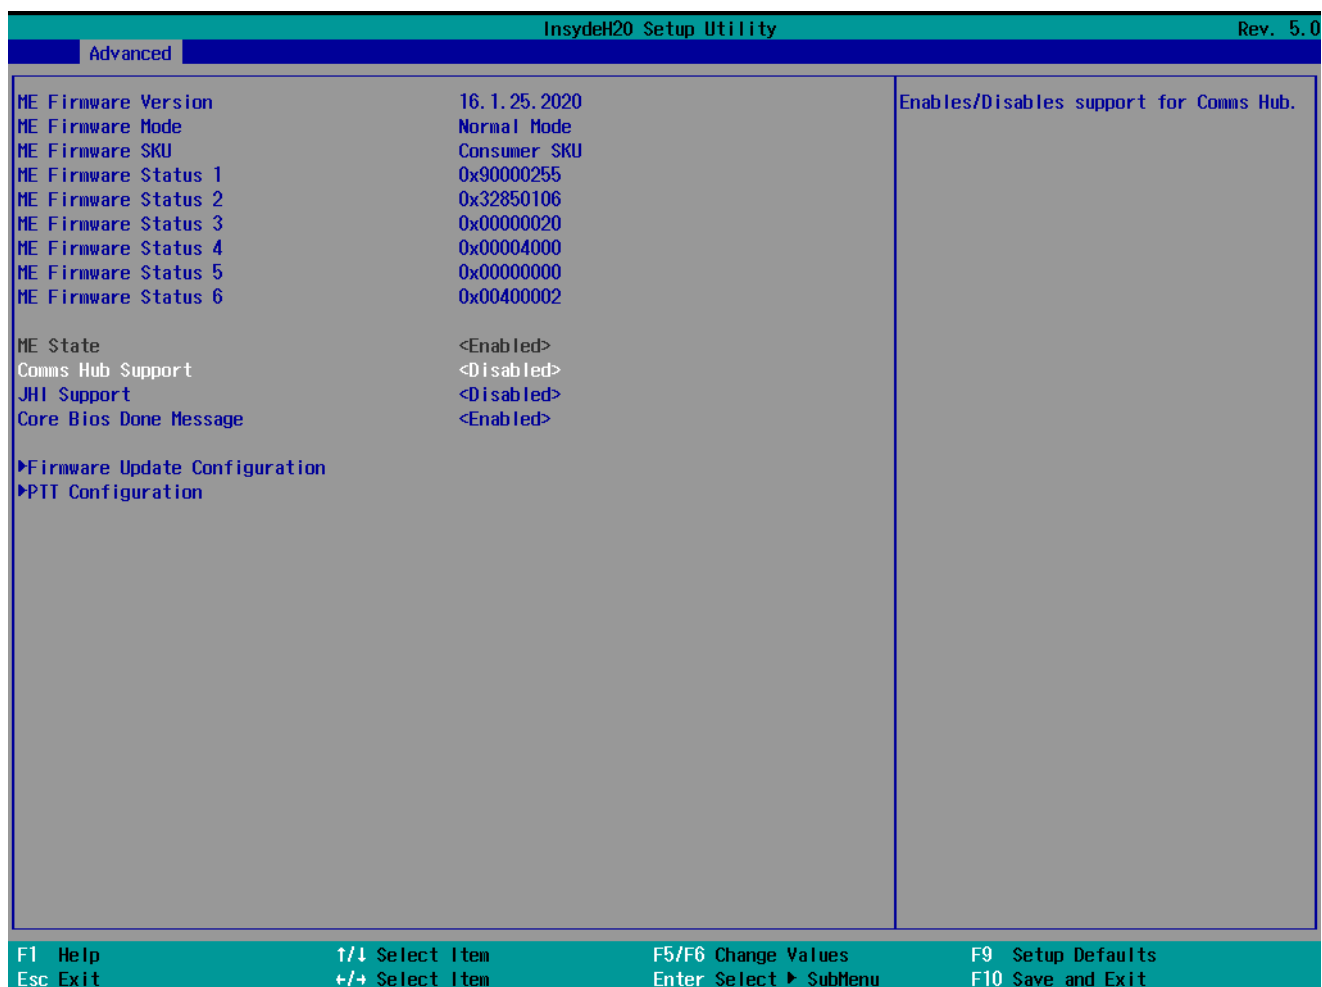 InsydeH2O Setup Utility Rev. 5.0
Advanced
ME Firmware Version 16.1.25.2020
ME Firmware Mode Normal Mode
ME Firmware SKU Consumer SKU
ME Firmware Status 1 0x90000255
ME Firmware Status 2 0x32850106
ME Firmware Status 3 0x00000020
ME Firmware Status 4 0x00004000
ME Firmware Status 5 0x00000000
ME Firmware Status 6 0x00400002
ME State <Enabled>
Comms Hub Support <Disabled>
JHI Support <Disabled>
Core Bios Done Message <Enabled>
▶Firmware Update Configuration
▶PTT Configuration
Enables/Disables support for Comms Hub.
F1 Help ↑/↓ Select Item F5/F6 Change Values F9 Setup Defaults
Esc Exit ←/→ Select Item Enter Select ▶ SubMenu F10 Save and Exit